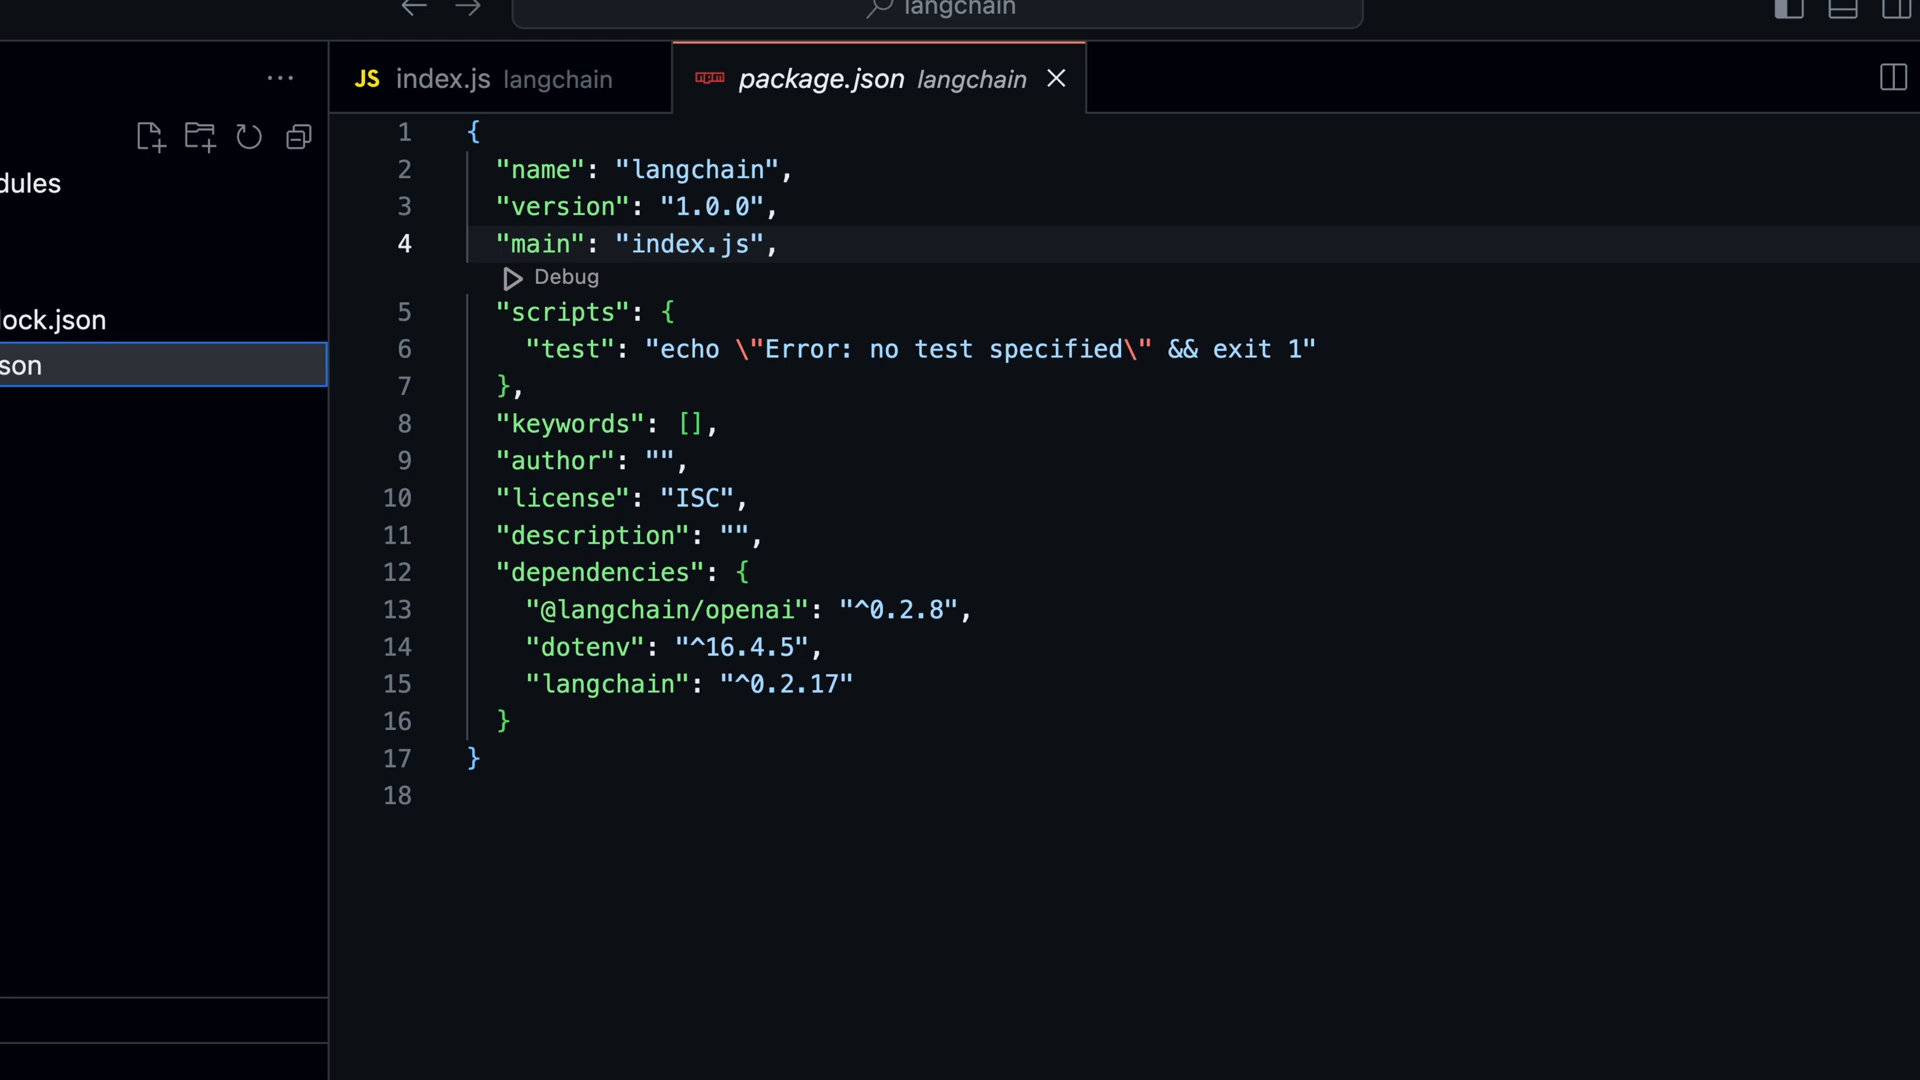 langchain
JS index.js langchain
npm package.json langchain
dules
ock.json
son
1 {
2 "name": "langchain",
3 "version": "1.0.0",
4 "main": "index.js",
Debug
5 "scripts": {
6 "test": "echo \"Error: no test specified\" && exit 1"
7 },
8 "keywords": [],
9 "author": "",
10 "license": "ISC",
11 "description": "",
12 "dependencies": {
13 "@langchain/openai": "^0.2.8",
14 "dotenv": "^16.4.5",
15 "langchain": "^0.2.17"
16 }
17 }
18